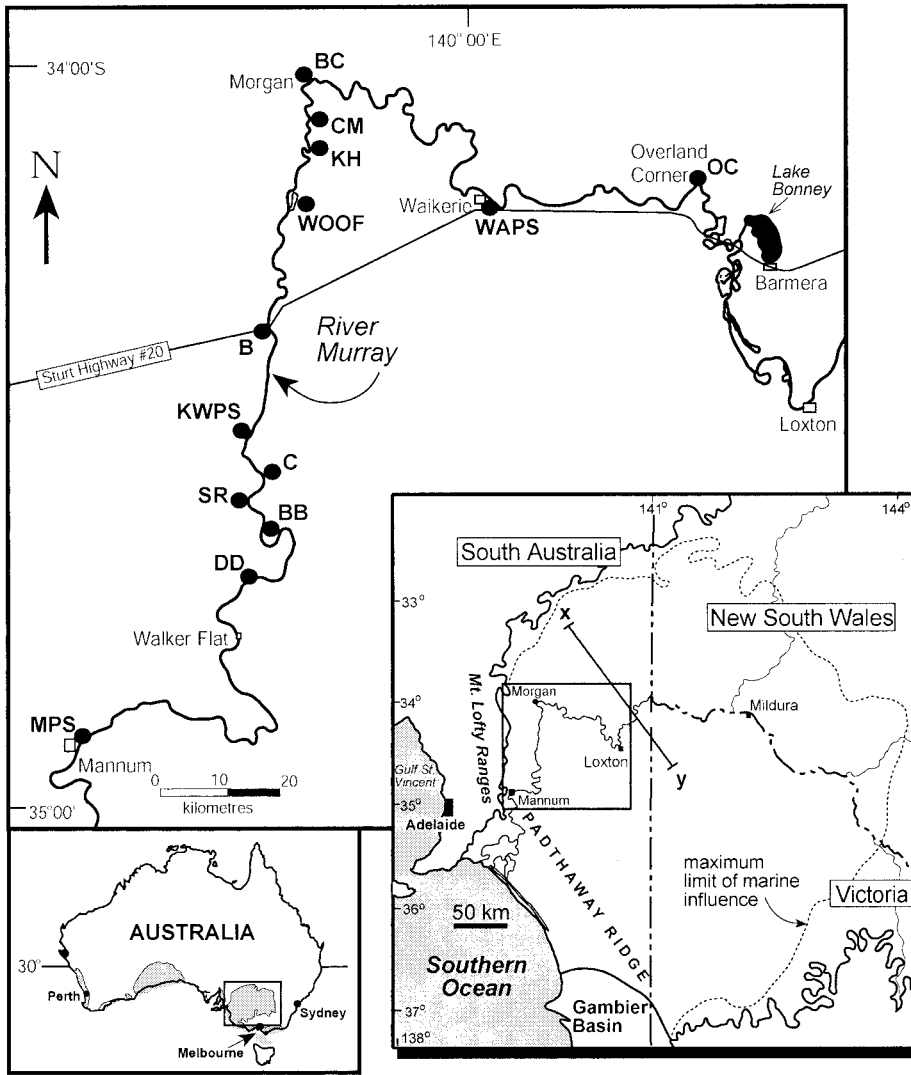 140°00'E
34°00'S
BC
Morgan
CM
KH
N
Overland
Corner
OC
Lake
Bonney
WOOF
Waikerie
WAPS
Barmera
B
River
Murray
Sturt Highway #20
KWPS
Loxton
C
SR
BB
DD
Walker Flat
MPS
Mannum
0 10 20
kilometres
35°00'
141°
144°
South Australia
33°
New South Wales
x
34°
Mt. Lofty Ranges
Morgan
Mildura
Loxton
Gulf St.
Vincent
y
Mannum
35°
Adelaide
PADTHAWAY RIDGE
maximum
limit of marine
influence
Victoria
36°
50 km
Southern
Ocean
Gambier
Basin
37°
138°
AUSTRALIA
30°
Perth
Sydney
Melbourne